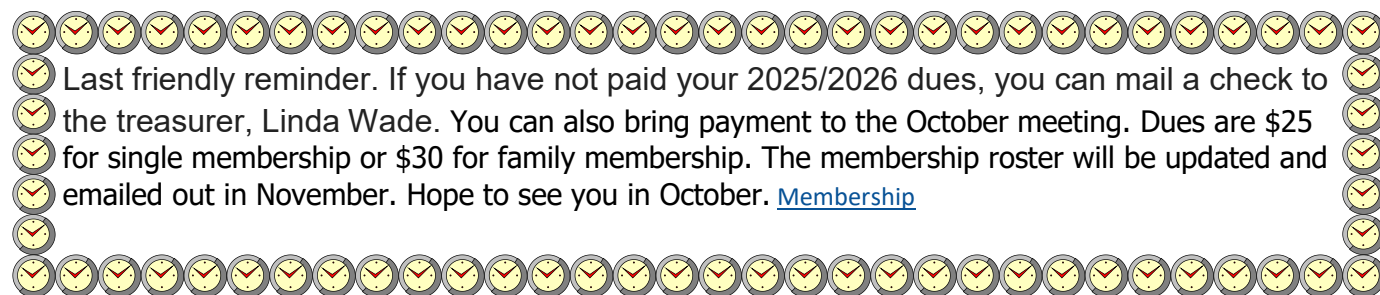 Last friendly reminder. If you have not paid your 2025/2026 dues, you can mail a check to
the treasurer, Linda Wade. You can also bring payment to the October meeting. Dues are $25
for single membership or $30 for family membership. The membership roster will be updated and
emailed out in November. Hope to see you in October. Membership